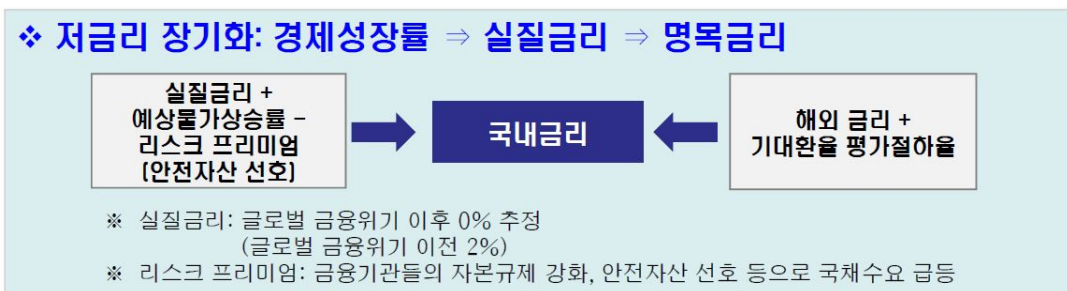 ❖ 저금리 장기화: 경제성장률 ⇒ 실질금리 ⇒ 명목금리
실질금리 +
예상물가상승률 –
리스크 프리미엄
(안전자산 선호)
국내금리
해외 금리 +
기대환율 평가절하율
※ 실질금리: 글로벌 금융위기 이후 0% 추정
(글로벌 금융위기 이전 2%)
※ 리스크 프리미엄: 금융기관들의 자본규제 강화, 안전자산 선호 등으로 국채수요 급등